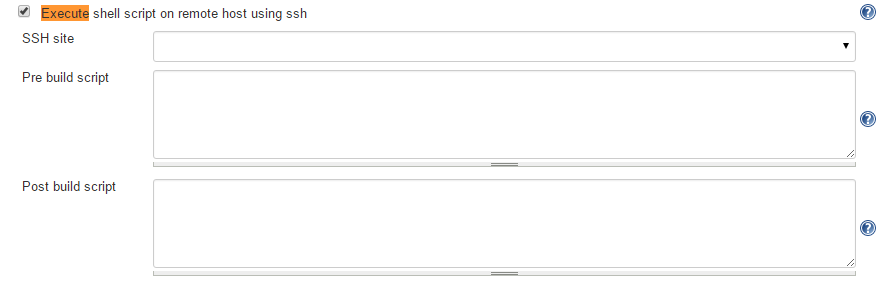 Execute shell script on remote host using ssh
SSH site
Pre build script
Post build script